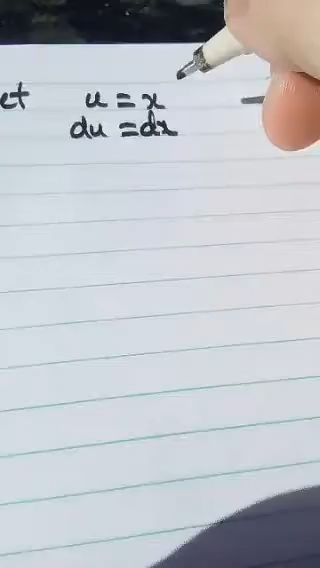 et u = x
du = dx